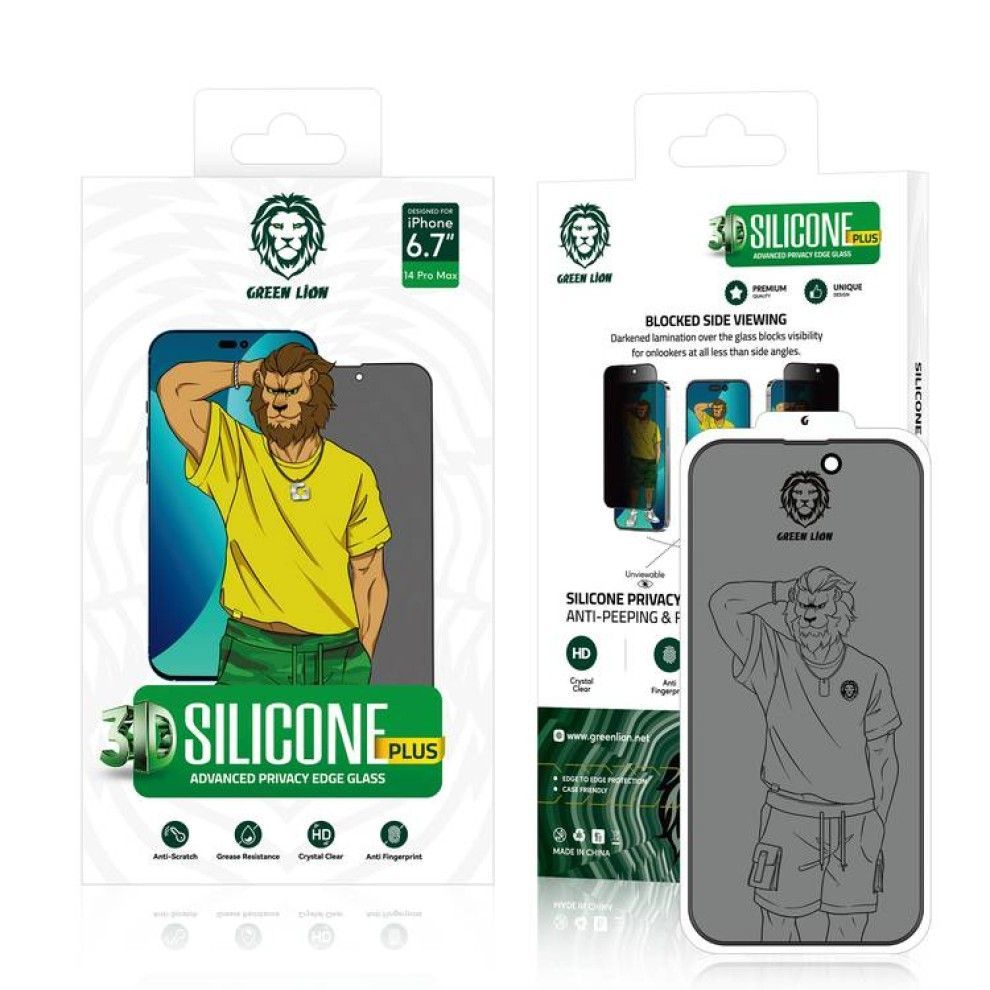 GREEN LION
DESIGNED FOR
iPhone
6.7"
14 Pro Max
3D SILICONE PLUS
ADVANCED PRIVACY EDGE GLASS
Anti-Scratch
Grease Resistance
HD
Crystal Clear
Anti Fingerprint
GREEN LION
3D SILICONE PLUS
ADVANCED PRIVACY EDGE GLASS
PREMIUM
QUALITY
UNIQUE
DESIGN
BLOCKED SIDE VIEWING
Darkened lamination over the glass blocks visibility
for onlookers at all less than side angles.
SILICONE
G
GREEN LION
Unviewable
SILICONE PRIVACY
ANTI-PEEPING &
HD
Crystal
Clear
Anti
Fingerpr
www.greenlion.net
EDGE TO EDGE PROTECTION
CASE FRIENDLY
MADE IN CHINA